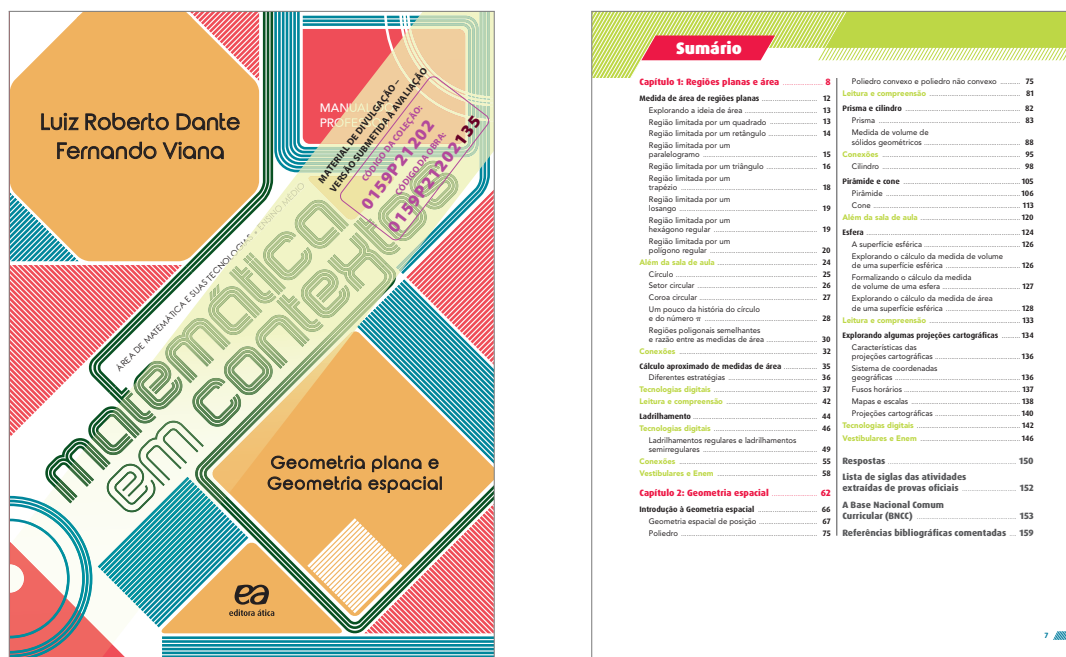 Luiz Roberto Dante
Fernando Viana
MANUAL DO
PROFESSOR
MATERIAL DE DIVULGAÇÃO –
VERSÃO SUBMETIDA À AVALIAÇÃO
CÓDIGO DA COLEÇÃO:
0159P21202
CÓDIGO DA OBRA:
0159P21202135
ÁREA DE MATEMÁTICA E SUAS TECNOLOGIAS • ENSINO MÉDIO
matemática
em contextos
Geometria plana e
Geometria espacial
ea
editora ática
Sumário
Capítulo 1: Regiões planas e área 8
Medida de área de regiões planas 12
Explorando a ideia de área 13
Região limitada por um quadrado 13
Região limitada por um retângulo 14
Região limitada por um
paralelogramo 15
Região limitada por um triângulo 16
Região limitada por um
trapézio 18
Região limitada por um
losango 19
Região limitada por um
hexágono regular 19
Região limitada por um
polígono regular 20
Além da sala de aula 24
Círculo 25
Setor circular 26
Coroa circular 27
Um pouco da história do círculo
e do número π 28
Regiões poligonais semelhantes
e razão entre as medidas de área 30
Conexões 32
Cálculo aproximado de medidas de área 35
Diferentes estratégias 36
Tecnologias digitais 37
Leitura e compreensão 42
Ladrilhamento 44
Tecnologias digitais 46
Ladrilhamentos regulares e ladrilhamentos
semirregulares 49
Conexões 55
Vestibulares e Enem 58
Capítulo 2: Geometria espacial 62
Introdução à Geometria espacial 66
Geometria espacial de posição 67
Poliedro 75
Poliedro convexo e poliedro não convexo 75
Leitura e compreensão 81
Prisma e cilindro 82
Prisma 83
Medida de volume de
sólidos geométricos 88
Conexões 95
Cilindro 98
Pirâmide e cone 105
Pirâmide 106
Cone 113
Além da sala de aula 120
Esfera 124
A superfície esférica 126
Explorando o cálculo da medida de volume
de uma superfície esférica 126
Formalizando o cálculo da medida
de volume de uma esfera 127
Explorando o cálculo da medida de área
de uma superfície esférica 128
Leitura e compreensão 133
Explorando algumas projeções cartográficas 134
Características das
projeções cartográficas 136
Sistema de coordenadas
geográficas 136
Fusos horários 137
Mapas e escalas 138
Projeções cartográficas 140
Tecnologias digitais 142
Vestibulares e Enem 146
Respostas 150
Lista de siglas das atividades
extraídas de provas oficiais 152
A Base Nacional Comum
Curricular (BNCC) 153
Referências bibliográficas comentadas 159
7